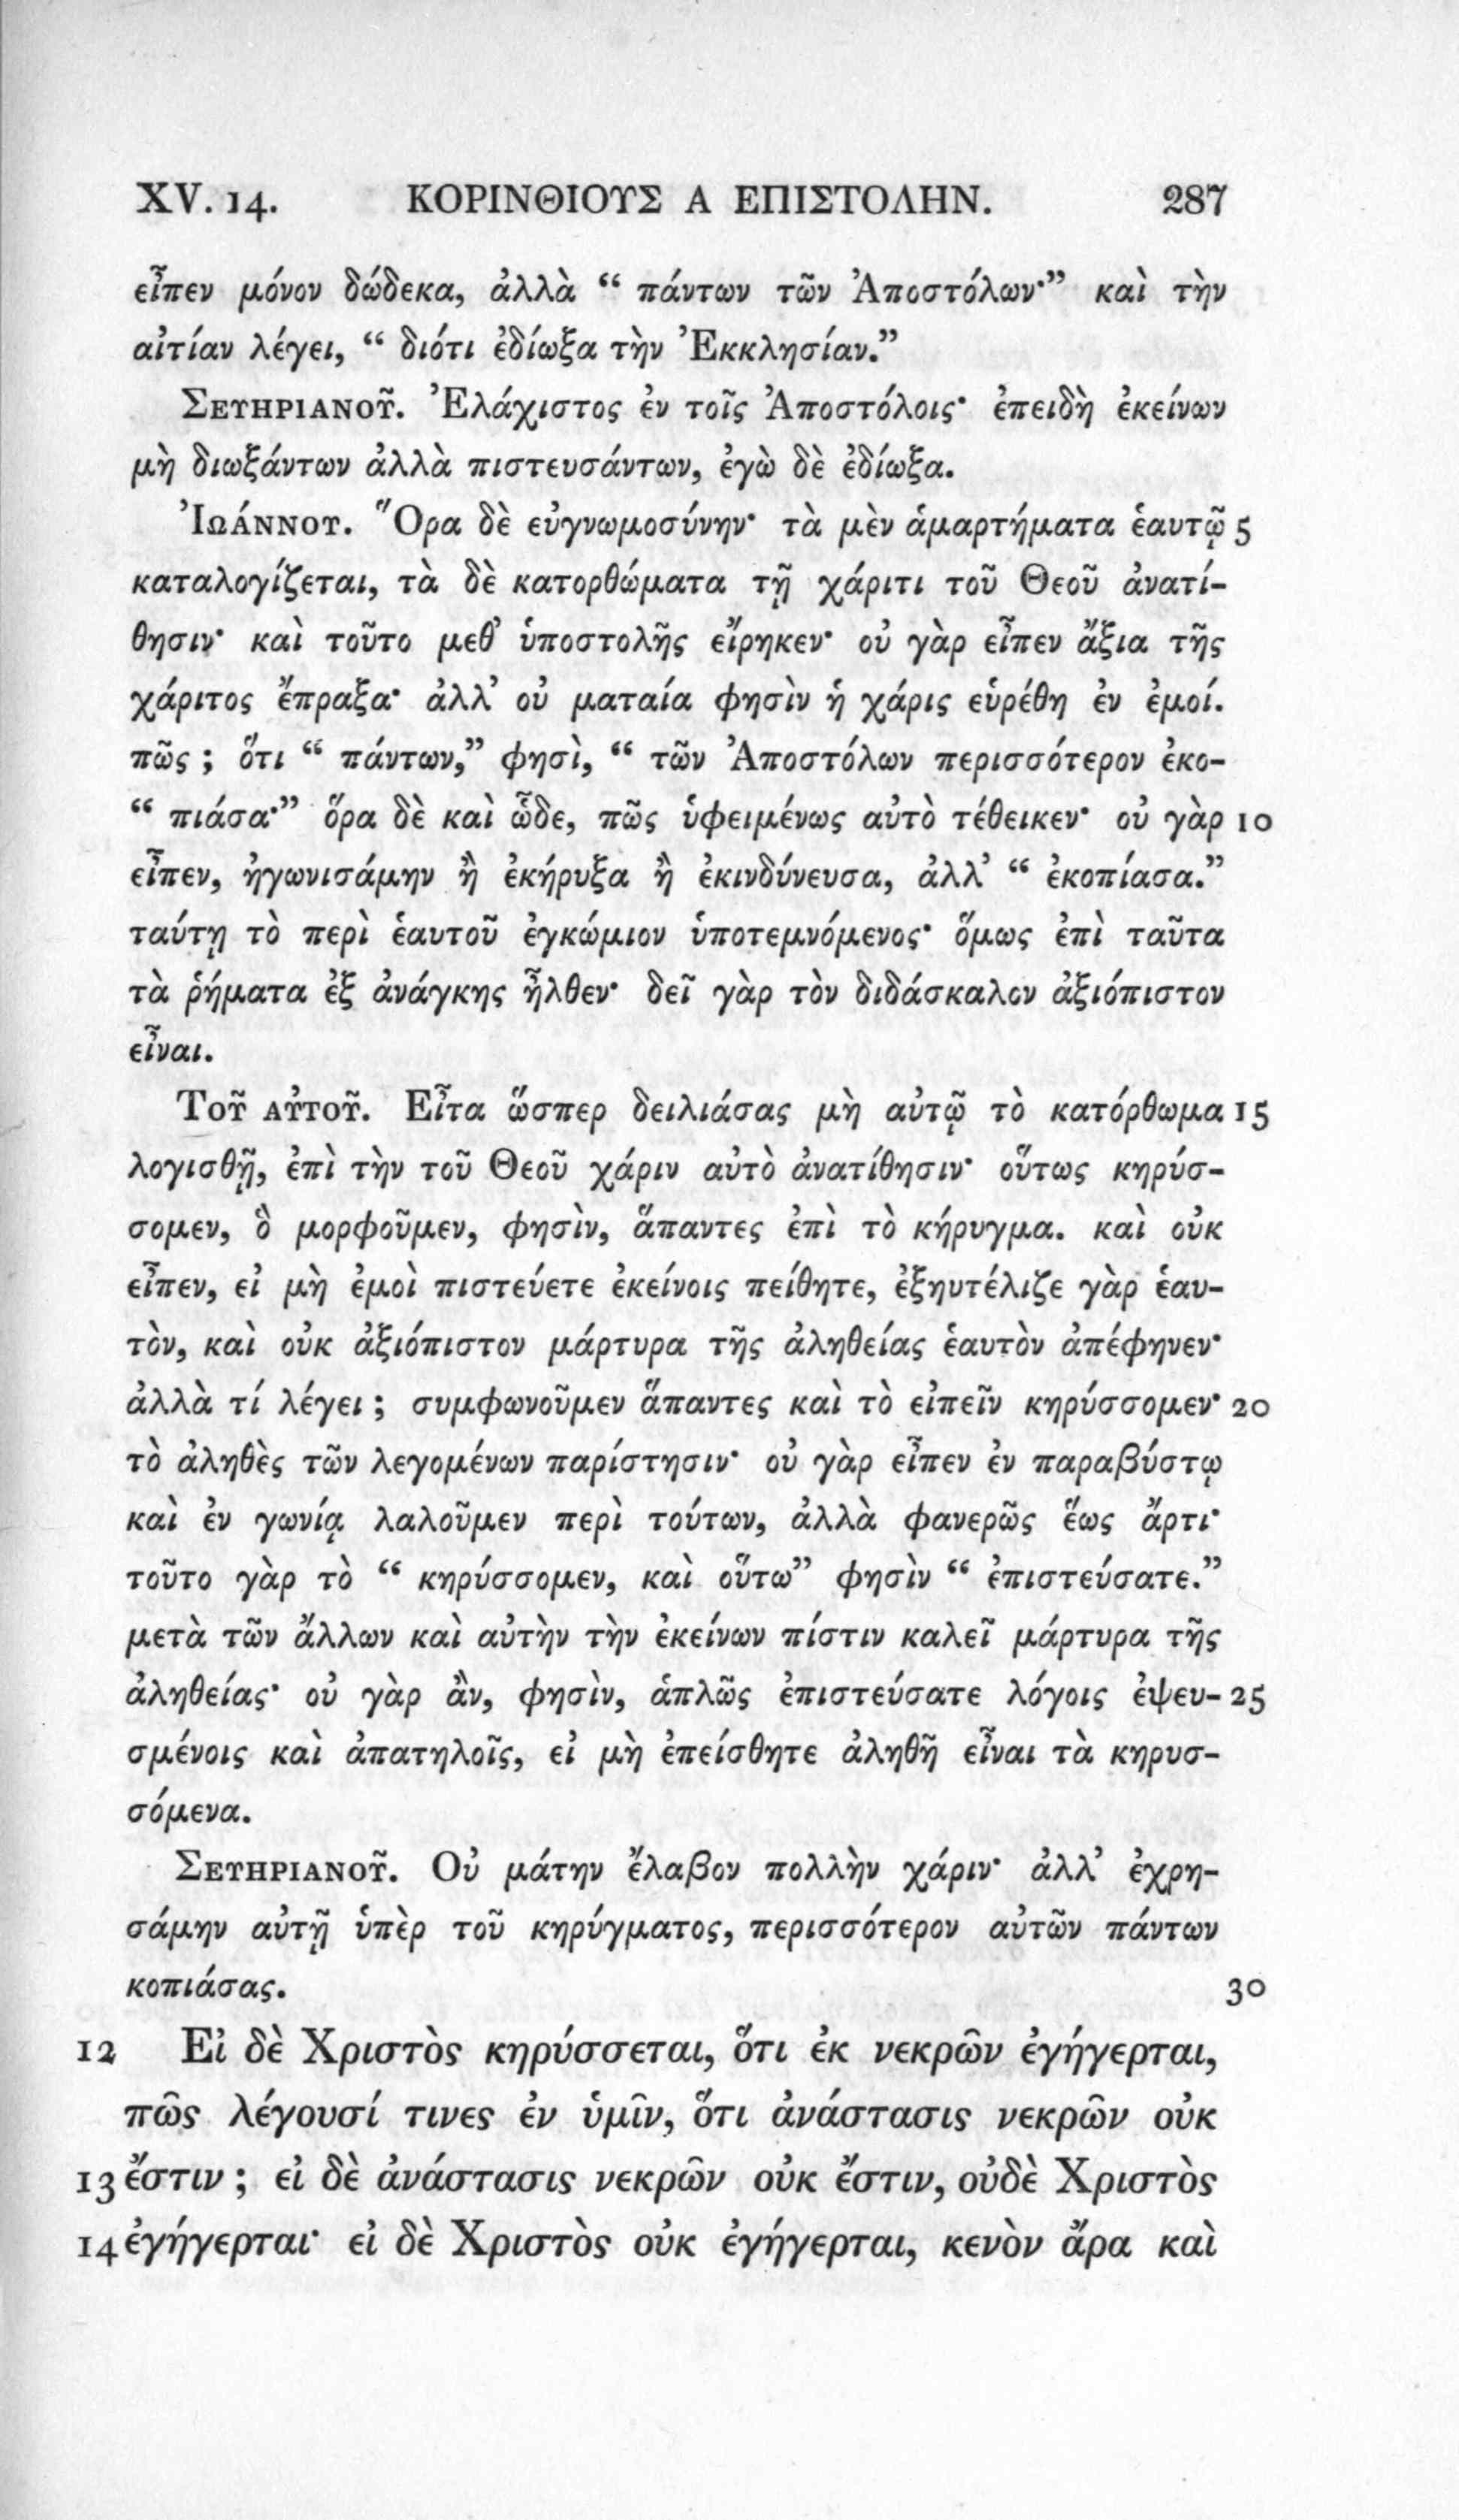 XV. 14. ΚΟΡΙΝΘΙΟΥΣ Α ΕΠΙΣΤΟΛΗΝ. 287
εἶπεν μόνον δώδεκα, ἀλλὰ “ πάντων τῶν Ἀποστόλων·” καὶ τὴν
αἰτίαν λέγει, “ διότι ἐδίωξα τὴν Ἐκκλησίαν.”
ΣΕΥΗΡΙΑΝΟῦ. Ἐλάχιστος ἐν τοῖς Ἀποστόλοις· ἐπειδὴ ἐκείνων
μὴ διωξάντων ἀλλὰ πιστευσάντων, ἐγὼ δὲ ἐδίωξα.
ἸΩΆΝΝΟΥ. Ὅρα δὲ εὐγνωμοσύνην· τὰ μὲν ἁμαρτήματα ἑαυτῷ 5
καταλογίζεται, τὰ δὲ κατορθώματα τῇ χάριτι τοῦ Θεοῦ ἀνατί-
θησιν· καὶ τοῦτο μεθ’ ὑποστολῆς εἴρηκεν· οὐ γὰρ εἶπεν ἄξια τῆς
χάριτος ἔπραξα· ἀλλ’ οὐ ματαία φησὶν ἡ χάρις εὑρέθη ἐν ἐμοί.
πῶς ; ὅτι “ πάντων,” φησὶ, “ τῶν Ἀποστόλων περισσότερον ἐκο-
“ πιάσα·” ὅρα δὲ καὶ ὧδε, πῶς ὑφειμένως αὐτὸ τέθεικεν· οὐ γὰρ 10
εἶπεν, ἠγωνισάμην ἢ ἐκήρυξα ἢ ἐκινδύνευσα, ἀλλ’ “ ἐκοπίασα.”
ταύτῃ τὸ περὶ ἑαυτοῦ ἐγκώμιον ὑποτεμνόμενος· ὅμως ἐπὶ ταῦτα
τὰ ῥήματα ἐξ ἀνάγκης ἦλθεν· δεῖ γὰρ τὸν διδάσκαλον ἀξιόπιστον
εἶναι.
ΤΟῦ ΑὐΤΟῦ. Εἶτα ὥσπερ δειλιάσας μὴ αὐτῷ τὸ κατόρθωμα 15
λογισθῇ, ἐπὶ τὴν τοῦ Θεοῦ χάριν αὐτὸ ἀνατίθησιν· οὕτως κηρύσ-
σομεν, ὃ μορφοῦμεν, φησὶν, ἅπαντες ἐπὶ τὸ κήρυγμα. καὶ οὐκ
εἶπεν, εἰ μὴ ἐμοὶ πιστεύετε ἐκείνοις πείθητε, ἐξηυτέλιζε γὰρ ἑαυ-
τὸν, καὶ οὐκ ἀξιόπιστον μάρτυρα τῆς ἀληθείας ἑαυτὸν ἀπέφηνεν·
ἀλλὰ τί λέγει ; συμφωνοῦμεν ἅπαντες καὶ τὸ εἰπεῖν κηρύσσομεν· 20
τὸ ἀληθὲς τῶν λεγομένων παρίστησιν· οὐ γὰρ εἶπεν ἐν παραβύστῳ
καὶ ἐν γωνίᾳ λαλοῦμεν περὶ τούτων, ἀλλὰ φανερῶς ἕως ἄρτι·
τοῦτο γὰρ τὸ “ κηρύσσομεν, καὶ οὕτω” φησὶν “ ἐπιστεύσατε.”
μετὰ τῶν ἄλλων καὶ αὐτὴν τὴν ἐκείνων πίστιν καλεῖ μάρτυρα τῆς
ἀληθείας· οὐ γὰρ ἂν, φησὶν, ἁπλῶς ἐπιστεύσατε λόγοις ἐψευ- 25
σμένοις καὶ ἀπατηλοῖς, εἰ μὴ ἐπείσθητε ἀληθῆ εἶναι τὰ κηρυσ-
σόμενα.
ΣΕΥΗΡΙΑΝΟῦ. Οὐ μάτην ἔλαβον πολλὴν χάριν· ἀλλ’ ἐχρη-
σάμην αὐτῇ ὑπὲρ τοῦ κηρύγματος, περισσότερον αὐτῶν πάντων
κοπιάσας. 30
12 Εἰ δὲ Χριστὸς κηρύσσεται, ὅτι ἐκ νεκρῶν ἐγήγερται,
πῶς λέγουσί τινες ἐν ὑμῖν, ὅτι ἀνάστασις νεκρῶν οὐκ
13 ἔστιν ; εἰ δὲ ἀνάστασις νεκρῶν οὐκ ἔστιν, οὐδὲ Χριστὸς
14 ἐγήγερται· εἰ δὲ Χριστὸς οὐκ ἐγήγερται, κενὸν ἄρα καὶ